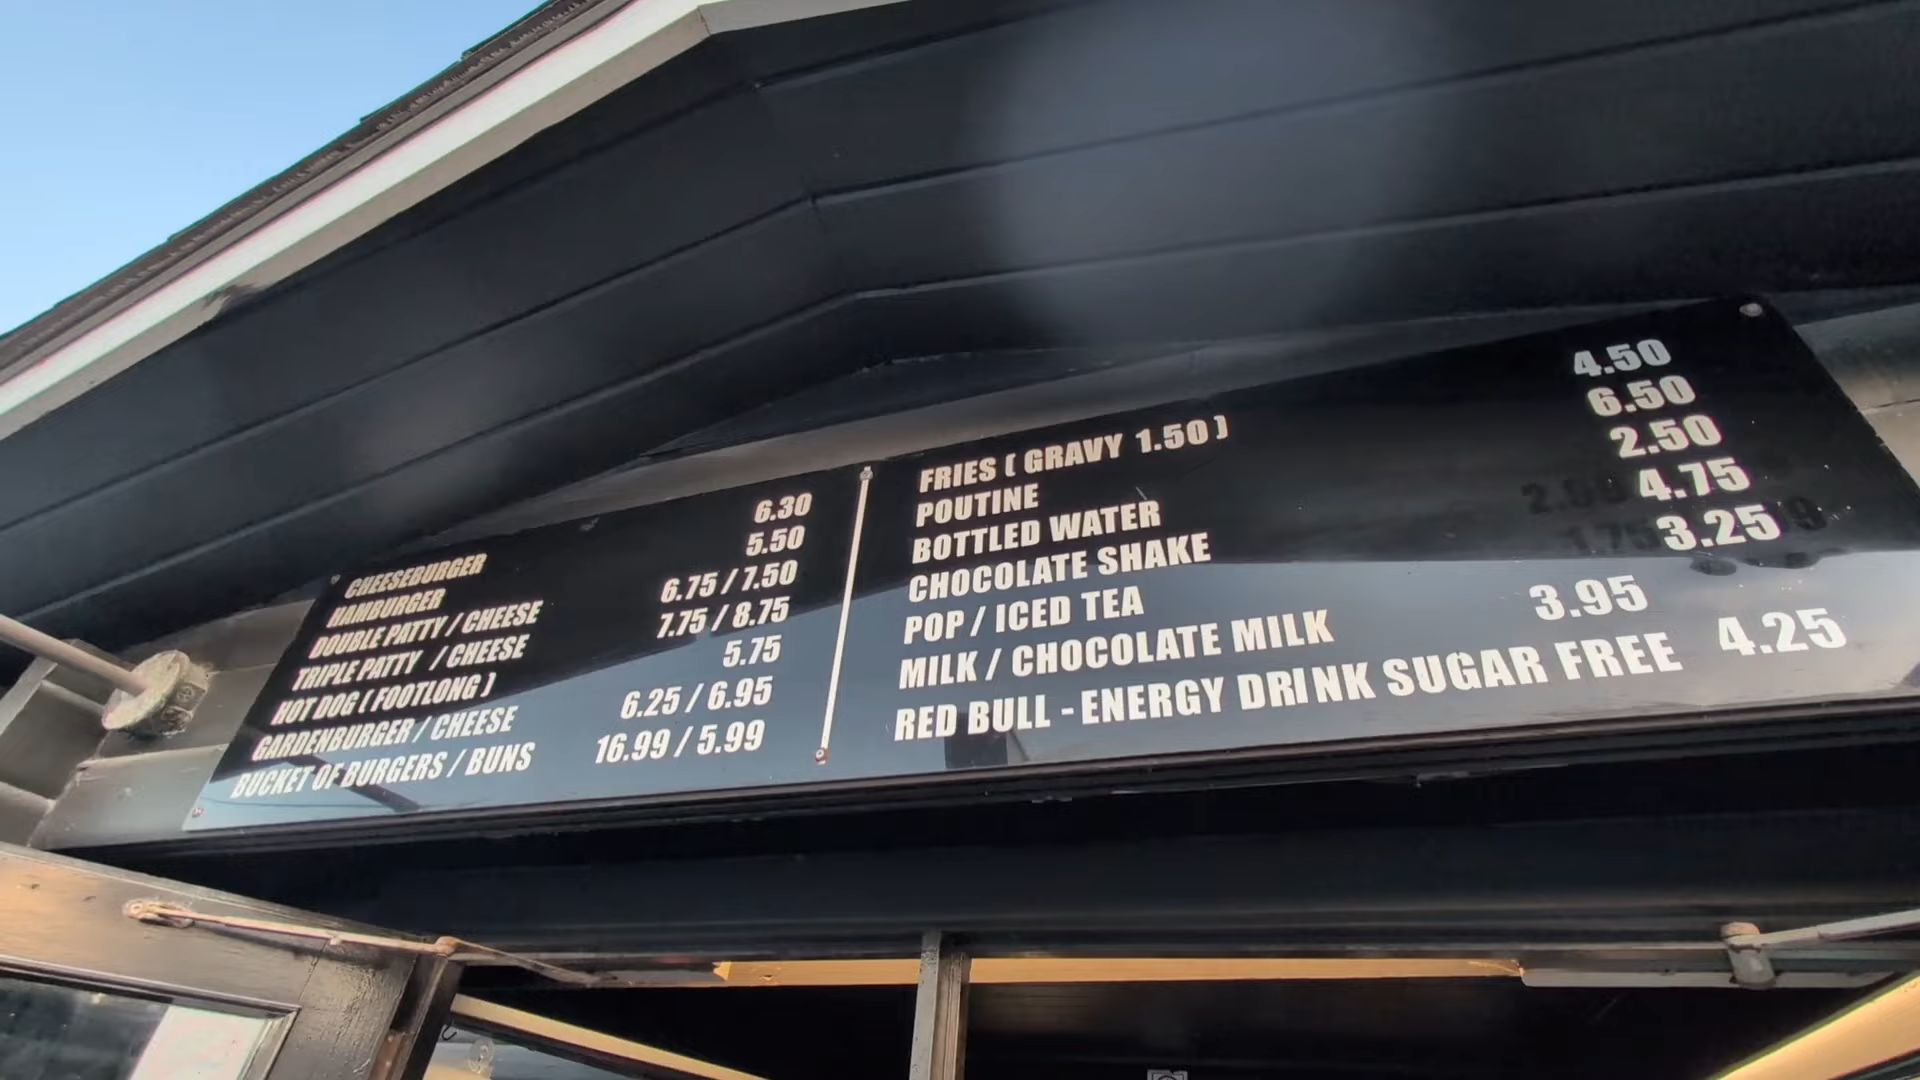 CHEESEBURGER 6.30
HAMBURGER 5.50
DOUBLE PATTY / CHEESE 6.75 / 7.50
TRIPLE PATTY / CHEESE 7.75 / 8.75
HOT DOG ( FOOTLONG ) 5.75
GARDENBURGER / CHEESE 6.25 / 6.95
BUCKET OF BURGERS / BUNS 16.99 / 5.99
FRIES ( GRAVY 1.50 ) 4.50
POUTINE 6.50
BOTTLED WATER 2.50
CHOCOLATE SHAKE 4.75
POP / ICED TEA 3.25
MILK / CHOCOLATE MILK 3.95
RED BULL - ENERGY DRINK SUGAR FREE 4.25